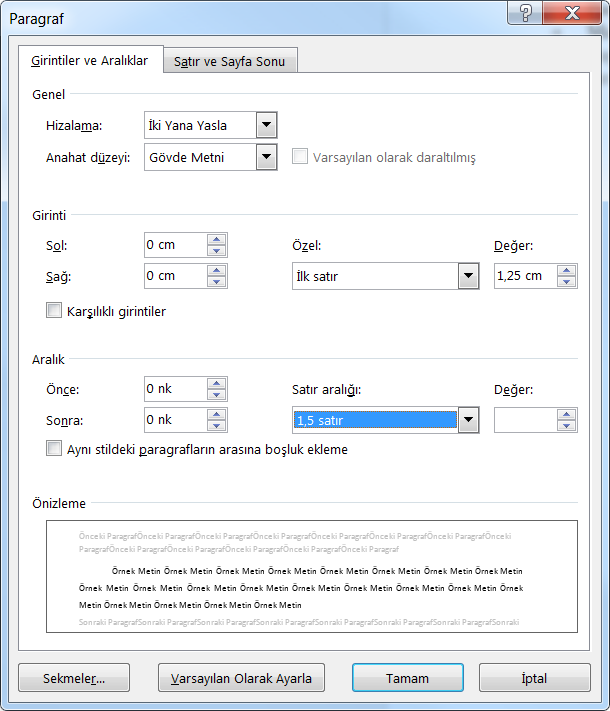 Paragraf
Girintiler ve Aralıklar
Satır ve Sayfa Sonu
Genel
Hizalama: İki Yana Yasla
Anahat düzeyi: Gövde Metni Varsayılan olarak daraltılmış
Girinti
Sol: 0 cm Özel: Değer:
Sağ: 0 cm İlk satır 1,25 cm
Karşılıklı girintiler
Aralık
Önce: 0 nk Satır aralığı: Değer:
Sonra: 0 nk 1,5 satır
Aynı stildeki paragrafların arasına boşluk ekleme
Önizleme
Önceki ParagrafÖnceki ParagrafÖnceki ParagrafÖnceki ParagrafÖnceki ParagrafÖnceki ParagrafÖnceki
ParagrafÖnceki ParagrafÖnceki ParagrafÖnceki ParagrafÖnceki ParagrafÖnceki Paragraf
Örnek Metin Örnek Metin Örnek Metin Örnek Metin Örnek Metin Örnek Metin Örnek Metin Örnek Metin
Örnek Metin Örnek Metin Örnek Metin Örnek Metin Örnek Metin Örnek Metin Örnek Metin Örnek Metin Örnek
Metin Örnek Metin Örnek Metin Örnek Metin Örnek Metin
Sonraki ParagrafSonraki ParagrafSonraki ParagrafSonraki ParagrafSonraki ParagrafSonraki ParagrafSonraki
Sekmeler... Varsayılan Olarak Ayarla Tamam İptal